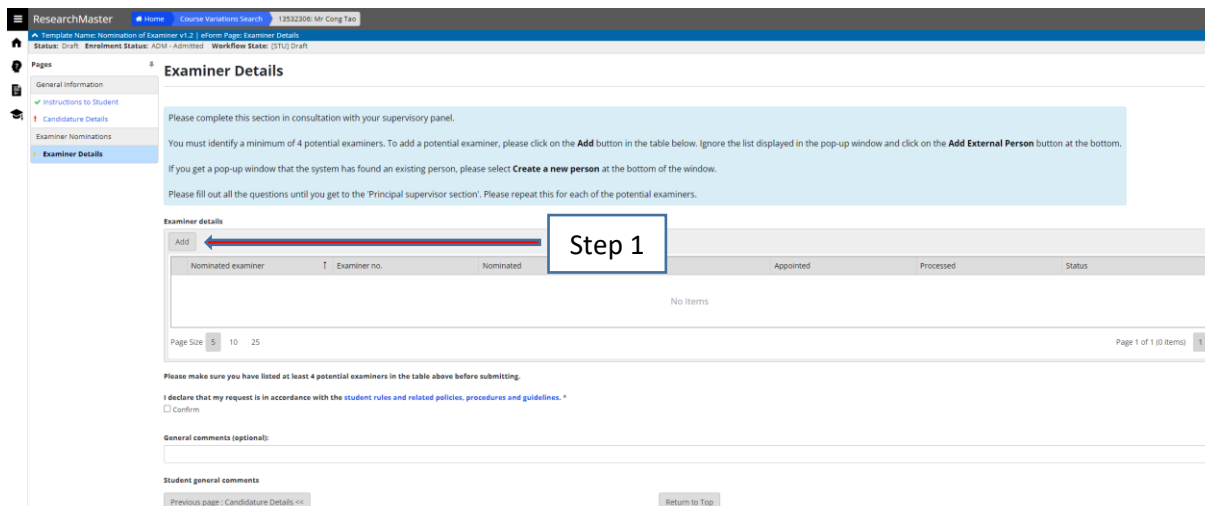 ResearchMaster Home Course Variations Search 13532306: Mr Cong Tao
Template Name: Nomination of Examiner v1.2 | eForm Page: Examiner Details
Status: Draft Enrolment Status: ADM - Admitted Workflow State: [STU] Draft
Pages
General Information
Instructions to Student
Candidature Details
Examiner Nominations
Examiner Details
Examiner Details
Please complete this section in consultation with your supervisory panel.
You must identify a minimum of 4 potential examiners. To add a potential examiner, please click on the Add button in the table below. Ignore the list displayed in the pop-up window and click on the Add External Person button at the bottom.
If you get a pop-up window that the system has found an existing person, please select Create a new person at the bottom of the window.
Please fill out all the questions until you get to the 'Principal supervisor section'. Please repeat this for each of the potential examiners.
Examiner details
Add
Step 1
Nominated examiner Examiner no. Nominated Appointed Processed Status
No Items
Page Size 5 10 25 Page 1 of 1 (0 items) 1
Please make sure you have listed at least 4 potential examiners in the table above before submitting.
I declare that my request is in accordance with the student rules and related policies, procedures and guidelines. *
Confirm
General comments (optional):
Student general comments
Previous page : Candidature Details << Return to Top